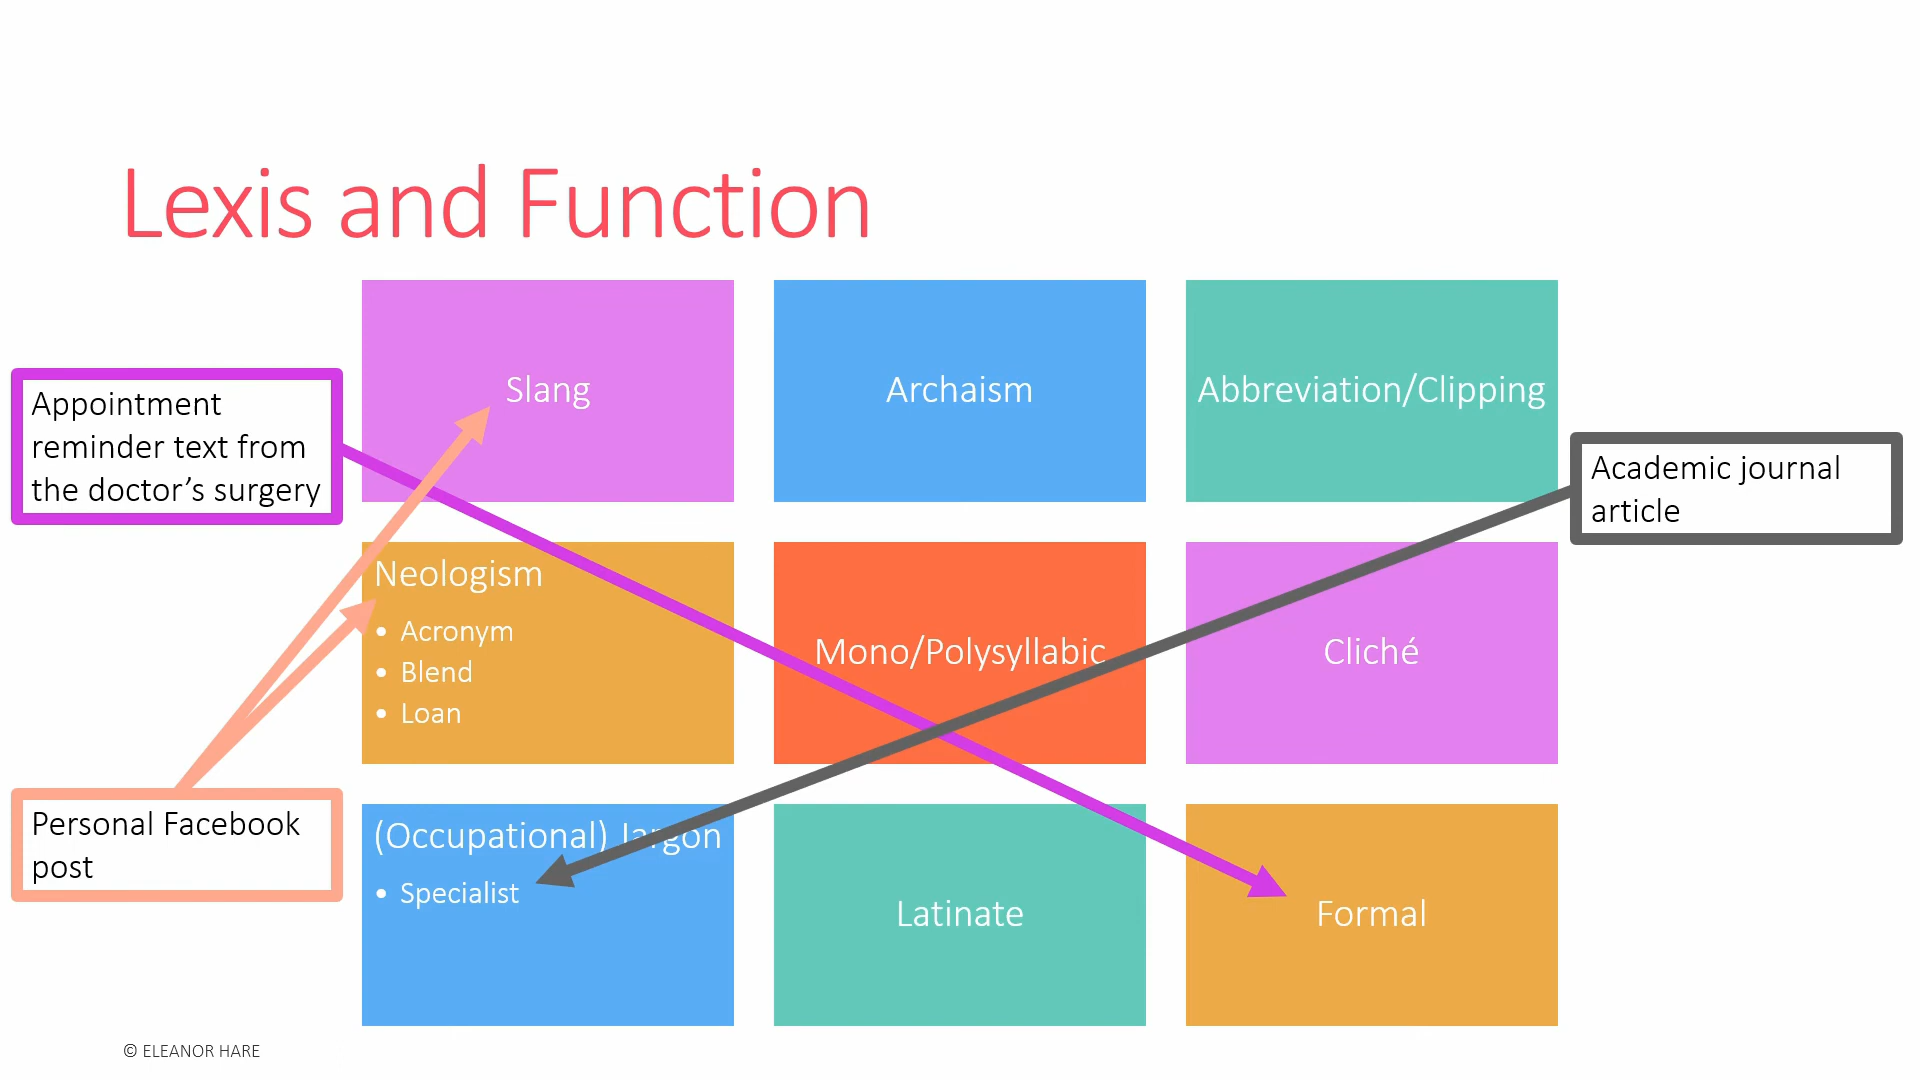 Lexis and Function
Slang
Archaism
Abbreviation/Clipping
Appointment
reminder text from
the doctor’s surgery
Academic journal
article
Neologism
• Acronym
• Blend
• Loan
Mono/Polysyllabic
Cliché
Personal Facebook
post
(Occupational) Jargon
• Specialist
Latinate
Formal
© ELEANOR HARE